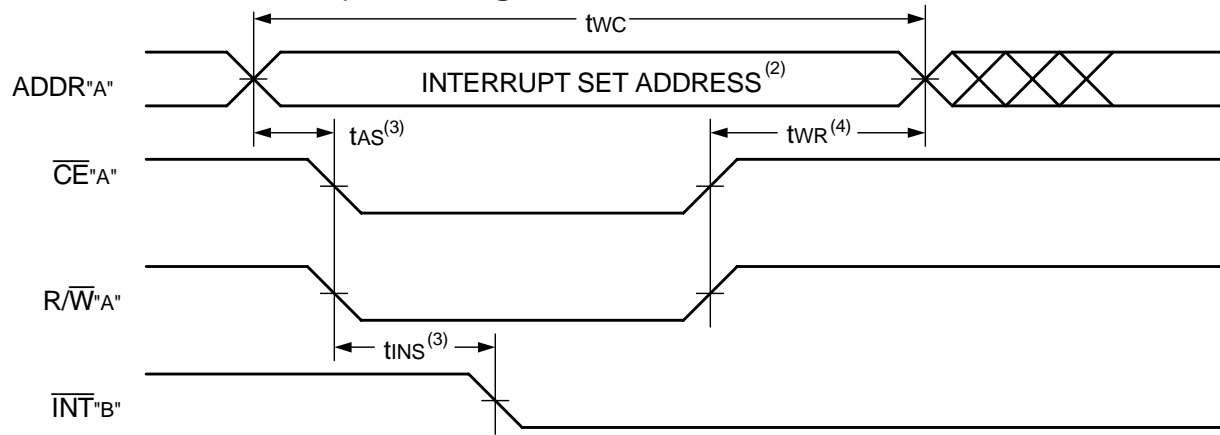 tWC
ADDR"A"
INTERRUPT SET ADDRESS(2)
tAS(3)
tWR(4)
CE"A"
R/W"A"
tINS(3)
INT"B"